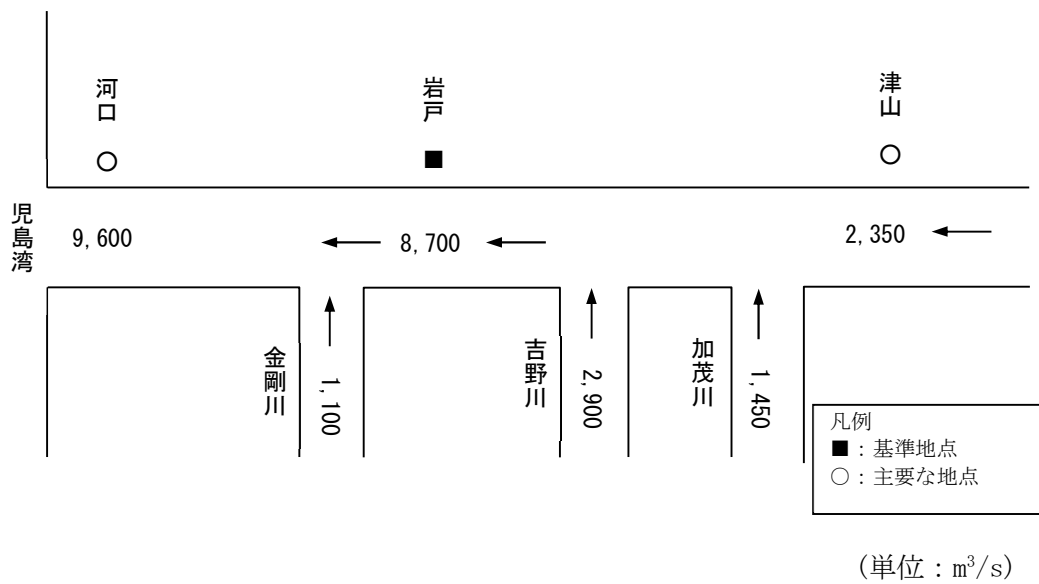 河口
岩戸
津山
○
■
○
児島湾
9,600
8,700
2,350
金剛川
1,100
吉野川
2,900
加茂川
1,450
凡例
■：基準地点
○：主要な地点
(単位：m³/s)